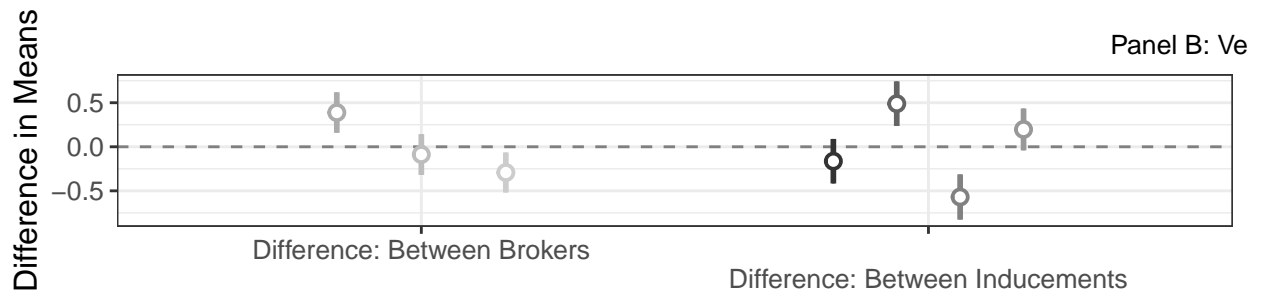 Panel B: Ve
Difference in Means
0.5
0.0
−0.5
Difference: Between Brokers
Difference: Between Inducements